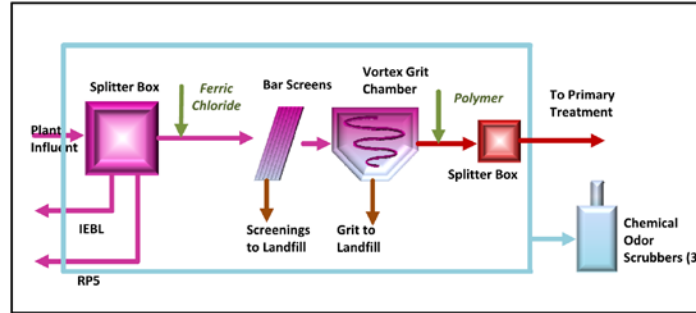 Splitter Box
Ferric
Chloride
Bar Screens
Vortex Grit
Chamber
Polymer
To Primary
Treatment
Plant
Influent
Splitter Box
IEBL
Screenings
to Landfill
Grit to
Landfill
Chemical
Odor
Scrubbers (3
RP5